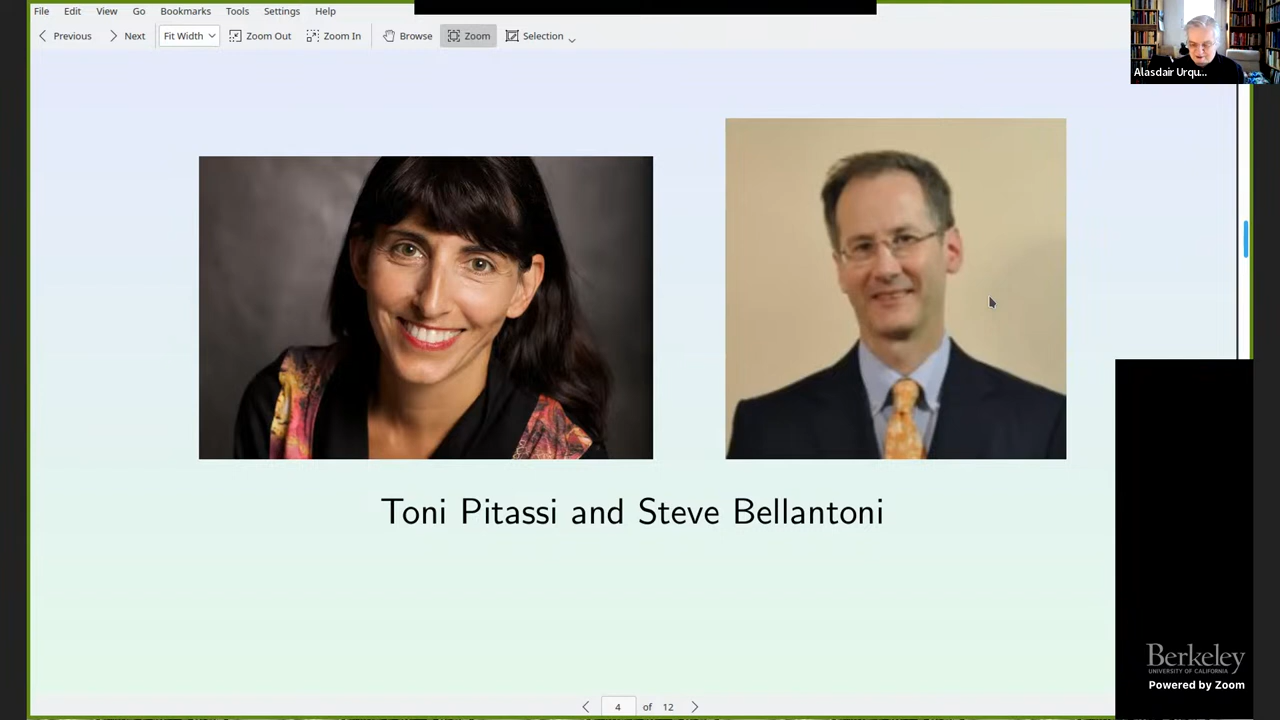 File Edit View Go Bookmarks Tools Settings Help
Previous Next Fit Width Zoom Out Zoom In Browse Zoom Selection
Alasdair Urqu...
Toni Pitassi and Steve Bellantoni
Berkeley
UNIVERSITY OF CALIFORNIA
Powered by Zoom
4 of 12